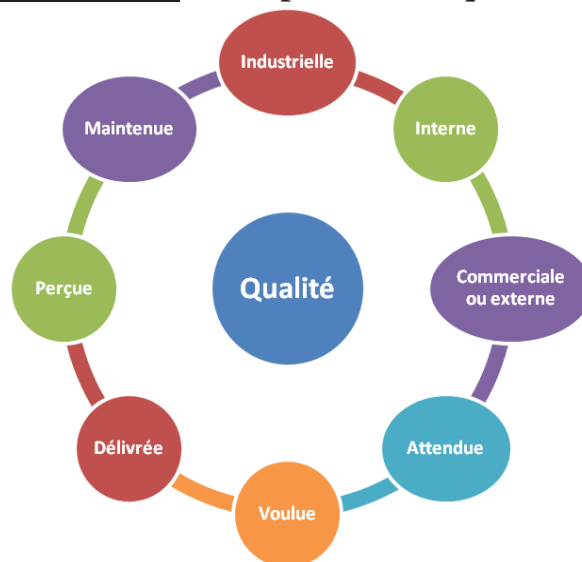 Industrielle
Interne
Commerciale
ou externe
Attendue
Voulue
Délivrée
Perçue
Maintenue
Qualité